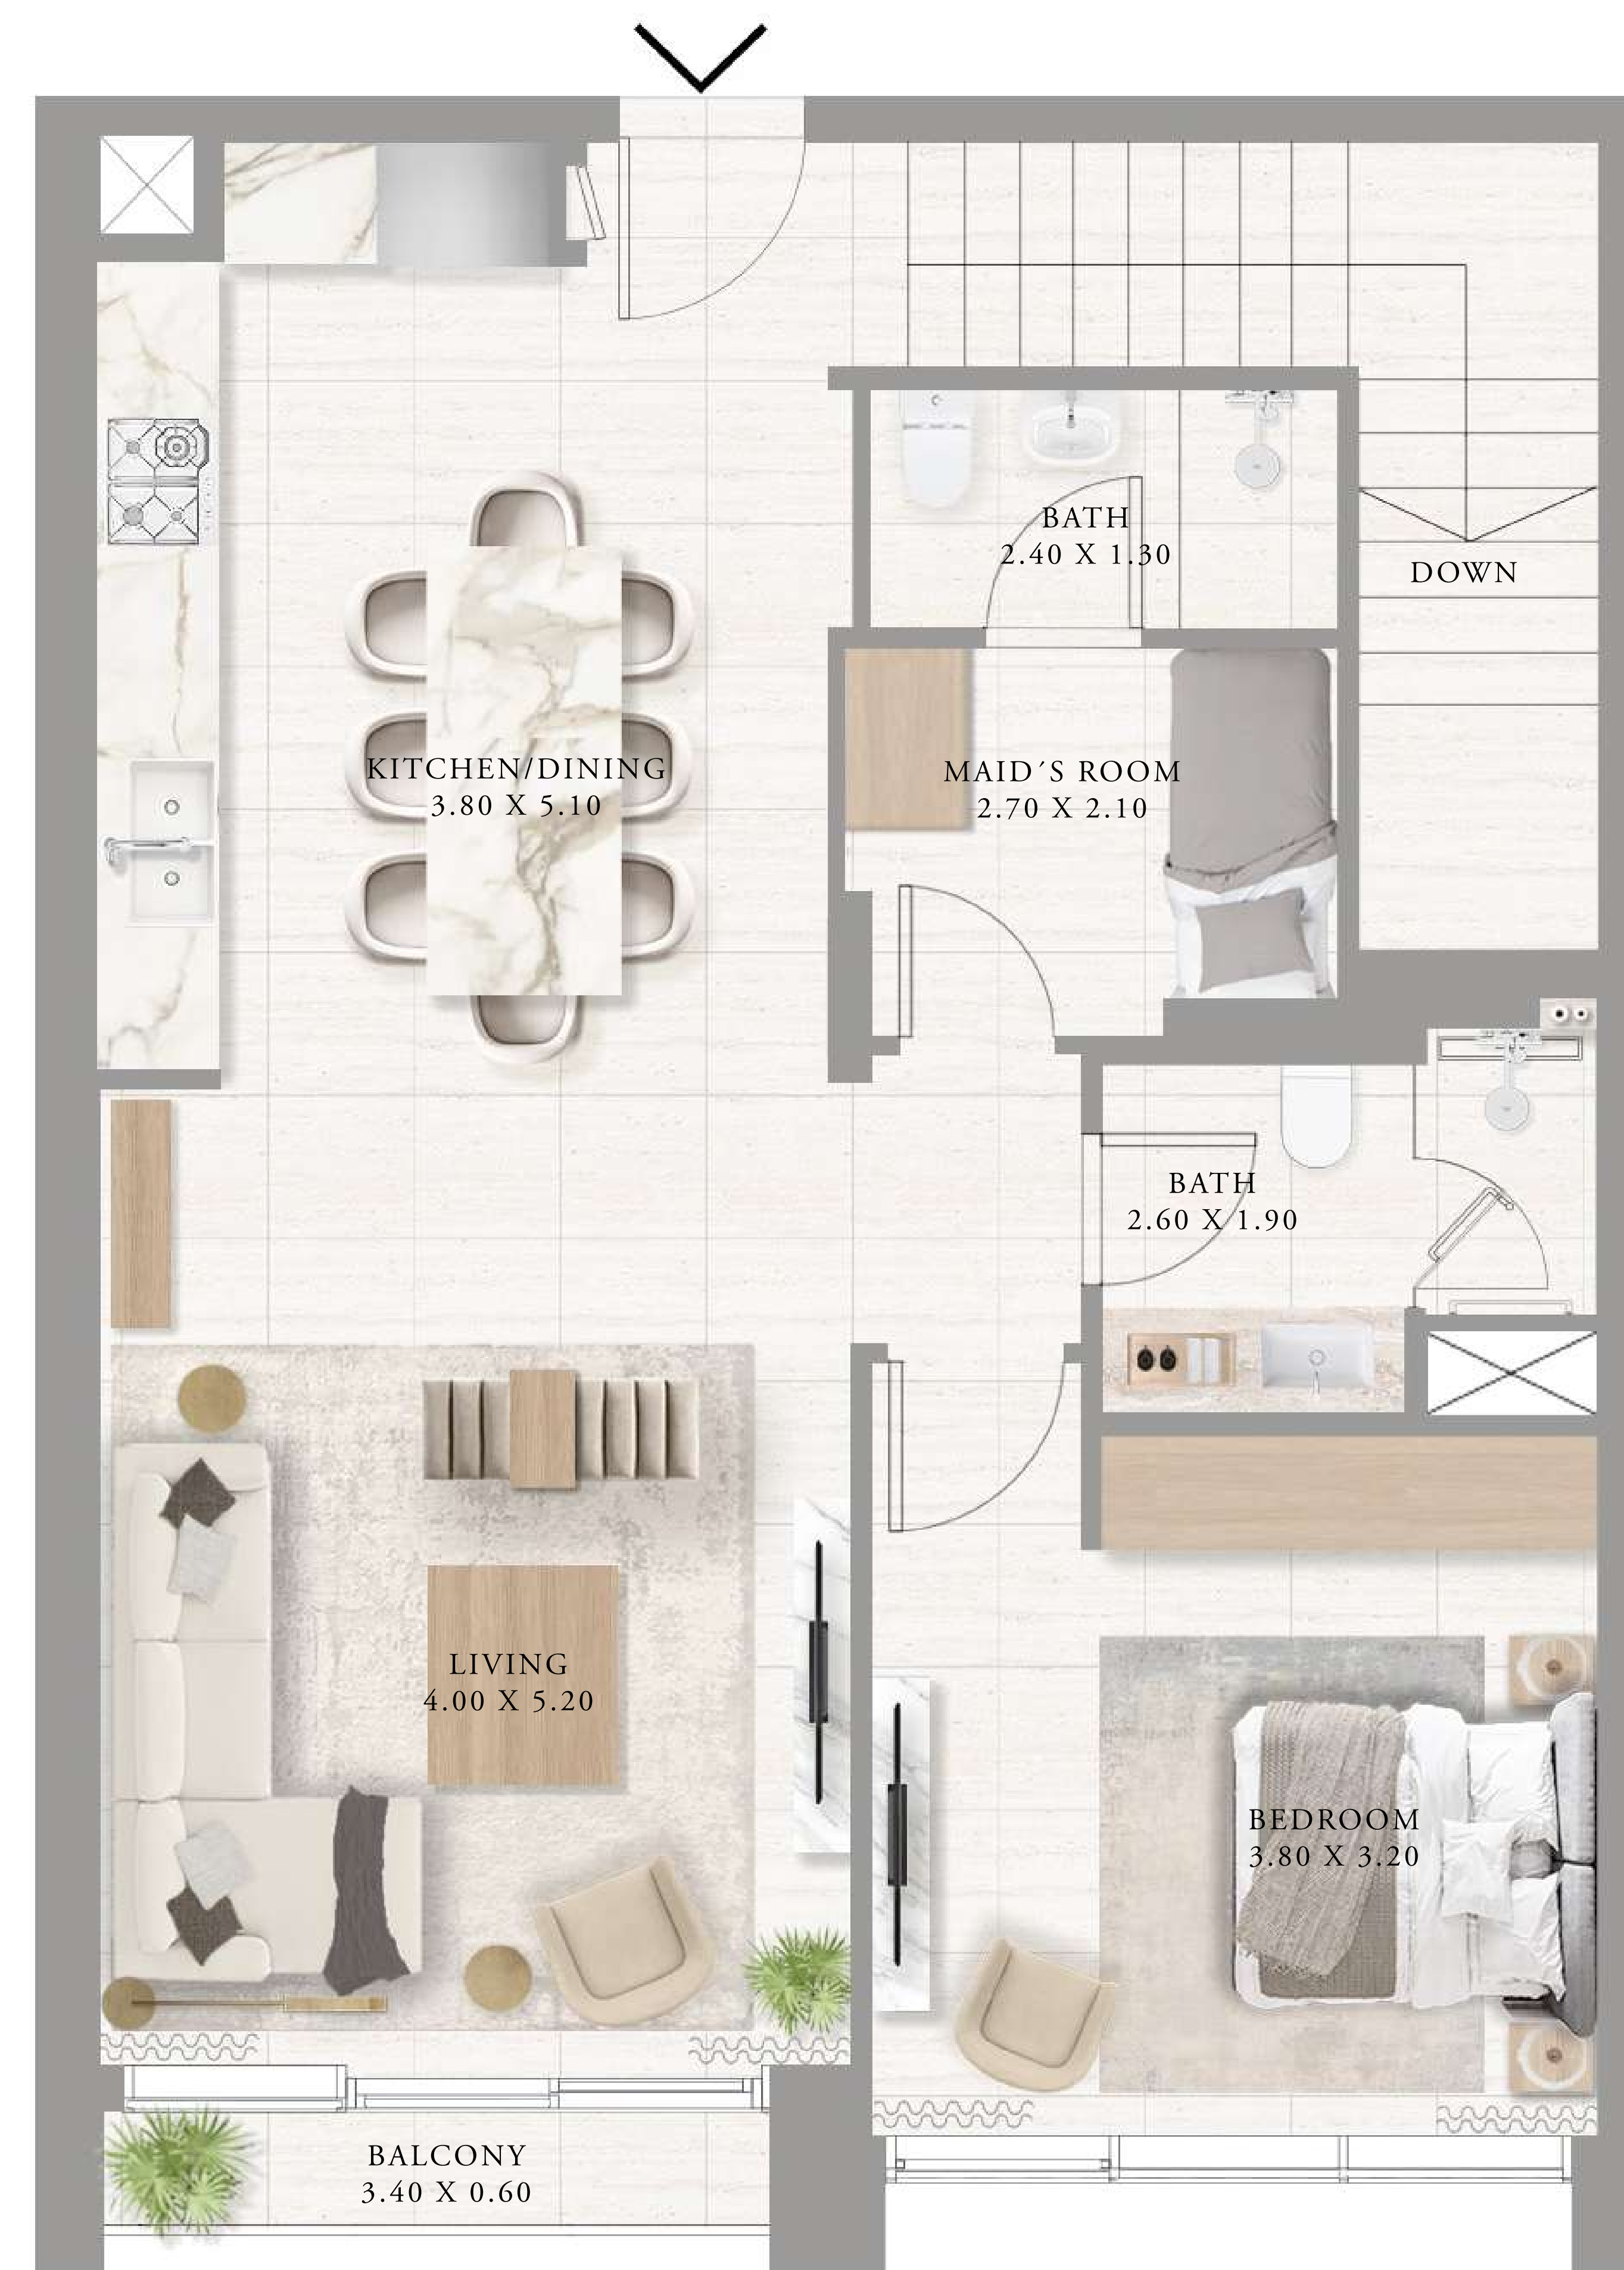 BATH
2.40 X 1.30
DOWN
KITCHEN/DINING
3.80 X 5.10
MAID´S ROOM
2.70 X 2.10
BATH
2.60 X 1.90
LIVING
4.00 X 5.20
BEDROOM
3.80 X 3.20
BALCONY
3.40 X 0.60